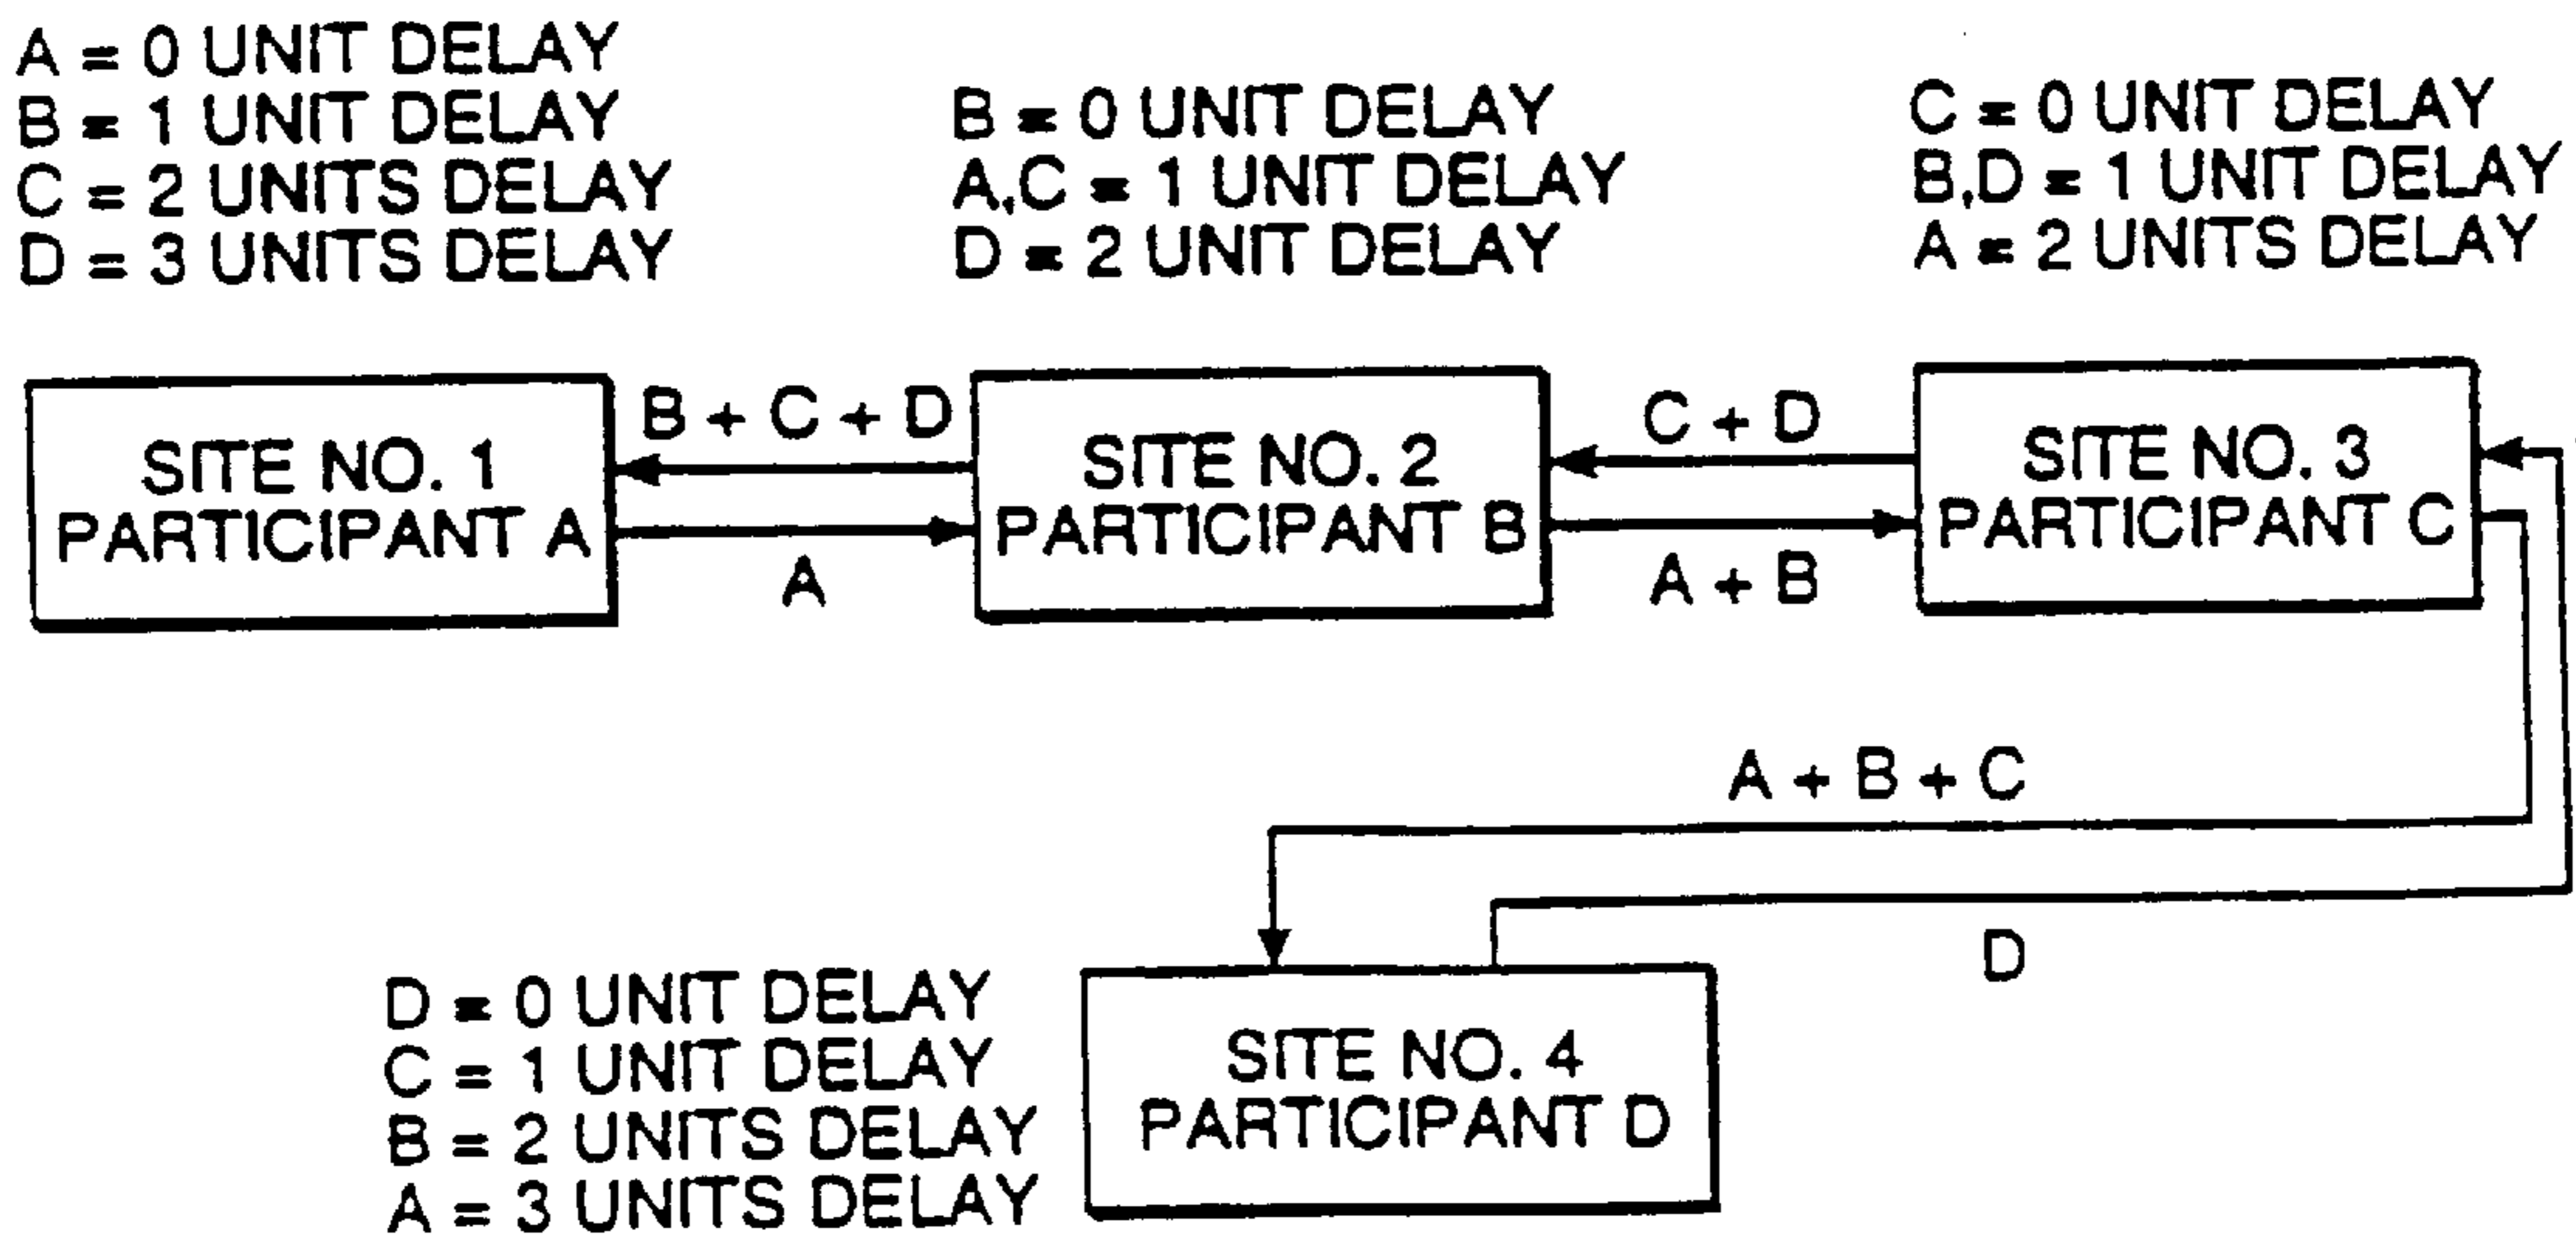 A = 0 UNIT DELAY
B = 1 UNIT DELAY
C = 2 UNITS DELAY
D = 3 UNITS DELAY
B = 0 UNIT DELAY
A,C = 1 UNIT DELAY
D = 2 UNIT DELAY
C = 0 UNIT DELAY
B,D = 1 UNIT DELAY
A = 2 UNITS DELAY
SITE NO. 1
PARTICIPANT A
B + C + D
A
SITE NO. 2
PARTICIPANT B
C + D
A + B
SITE NO. 3
PARTICIPANT C
A + B + C
D
D = 0 UNIT DELAY
C = 1 UNIT DELAY
B = 2 UNITS DELAY
A = 3 UNITS DELAY
SITE NO. 4
PARTICIPANT D